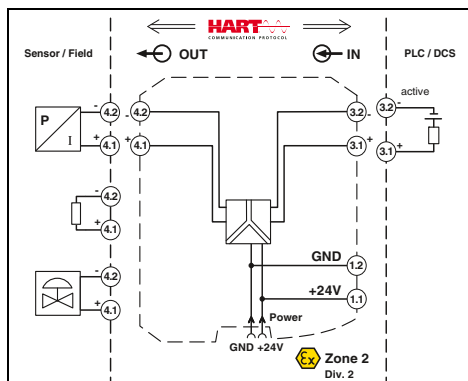 HART
COMMUNICATION PROTOCOL
Sensor / Field
OUT
IN
PLC / DCS
active
P
I
- 4.2
+ 4.1
4.2 -
4.1 +
3.2 -
3.1 +
3.2 -
3.1 +
- 4.2
+ 4.1
- 4.2
+ 4.1
GND 1.2
+24V 1.1
Power
GND +24V
Ex Zone 2
Div. 2